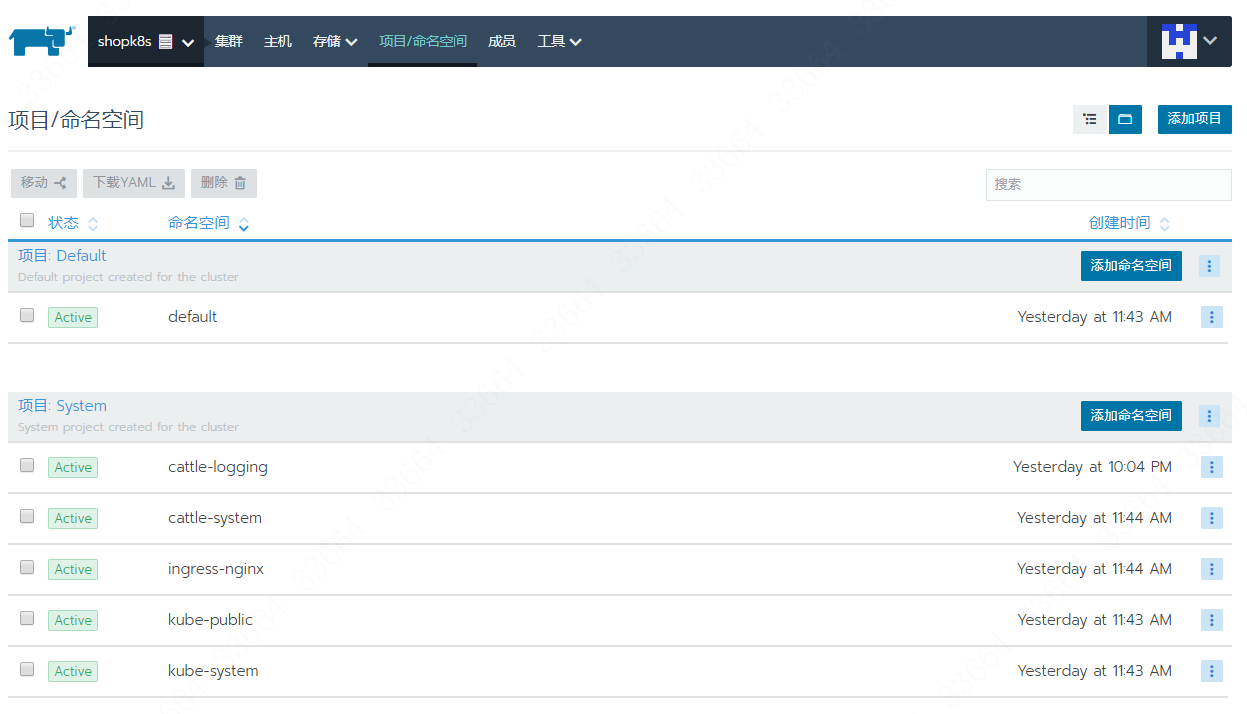 shopk8s 集群 主机 存储 项目/命名空间 成员 工具
项目/命名空间 添加项目
移动 下载YAML 删除 搜索
状态 命名空间 创建时间
项目: Default 添加命名空间
Default project created for the cluster
Active default Yesterday at 11:43 AM
项目: System 添加命名空间
System project created for the cluster
Active cattle-logging Yesterday at 10:04 PM
Active cattle-system Yesterday at 11:44 AM
Active ingress-nginx Yesterday at 11:44 AM
Active kube-public Yesterday at 11:43 AM
Active kube-system Yesterday at 11:43 AM
33664